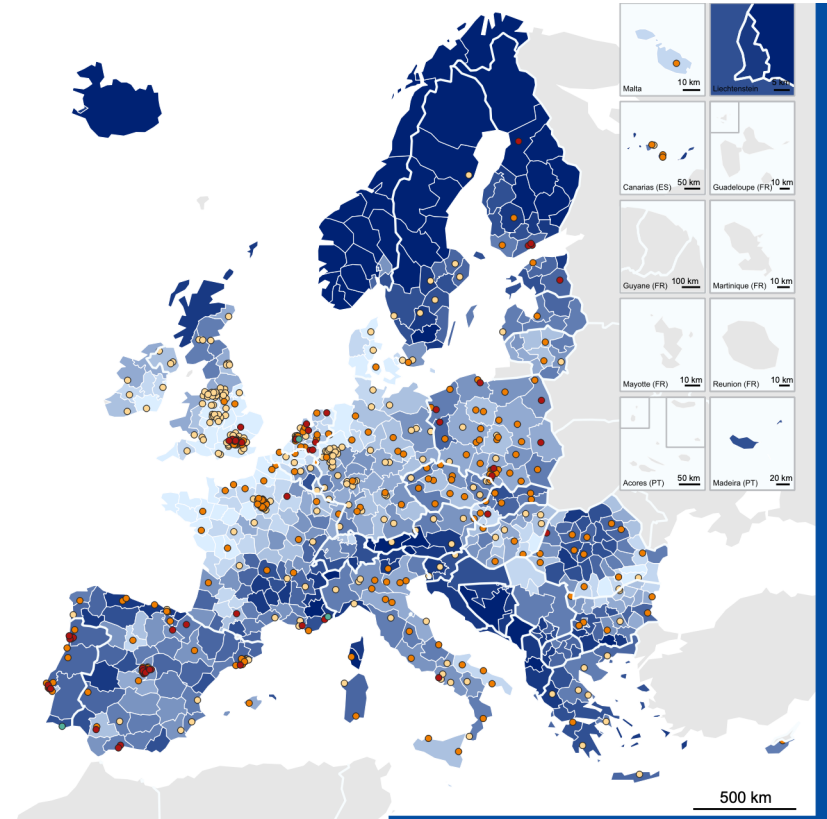 Malta
10 km
Liechtenstein
5 km
Canarias (ES)
50 km
Guadeloupe (FR)
10 km
Guyane (FR)
100 km
Martinique (FR)
10 km
Mayotte (FR)
10 km
Reunion (FR)
10 km
Acores (PT)
50 km
Madeira (PT)
20 km
500 km